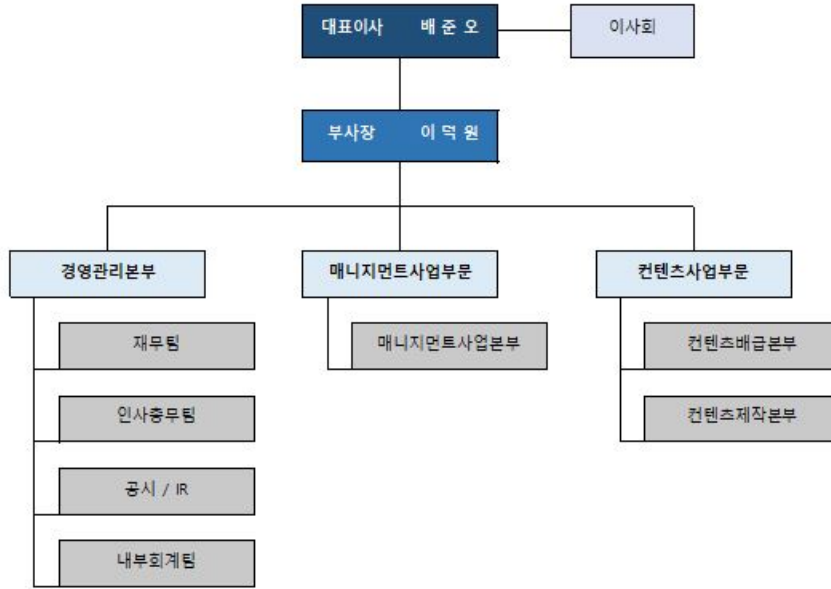 대표이사 배 준 오
이사회
부사장 이 덕 원
경영관리본부
매니지먼트사업부문
컨텐츠사업부문
재무팀
매니지먼트사업본부
컨텐츠배급본부
인사총무팀
컨텐츠제작본부
공시 / IR
내부회계팀